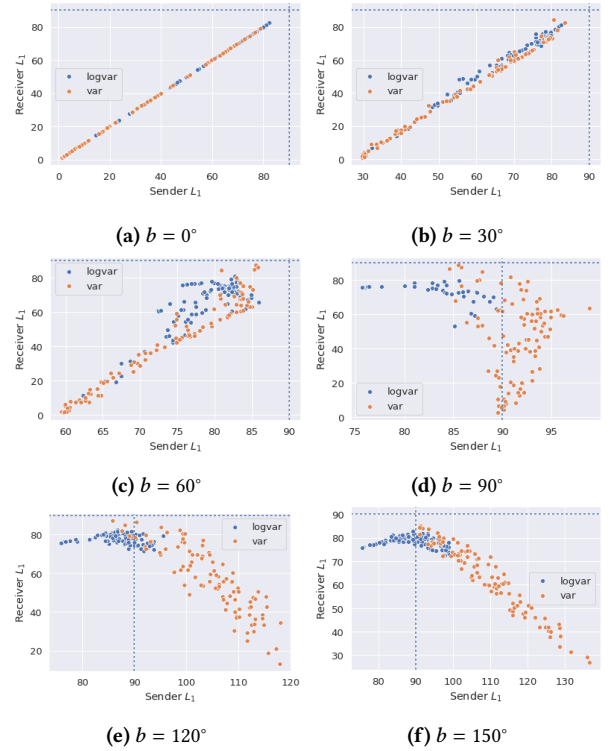 80
60
40
20
0
Receiver L₁
logvar
var
0
20
40
60
80
Sender L₁
(a) b = 0°
80
60
40
20
0
Receiver L₁
logvar
var
30
40
50
60
70
80
90
Sender L₁
(b) b = 30°
80
60
40
20
0
Receiver L₁
logvar
var
60
65
70
75
80
85
90
Sender L₁
(c) b = 60°
80
60
40
20
0
Receiver L₁
logvar
var
75
80
85
90
95
Sender L₁
(d) b = 90°
80
60
40
20
Receiver L₁
logvar
var
80
90
100
110
120
Sender L₁
(e) b = 120°
90
80
70
60
50
40
30
Receiver L₁
logvar
var
80
90
100
110
120
130
Sender L₁
(f) b = 150°